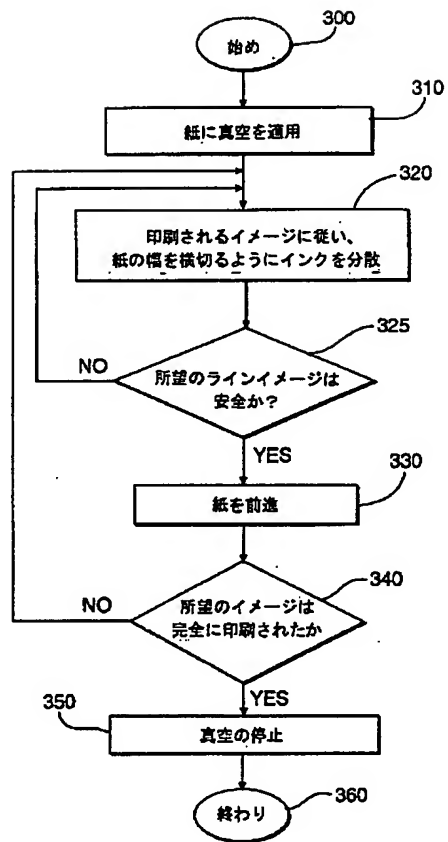 始め
300
310
紙に真空を適用
320
印刷されるイメージに従い、
紙の幅を横切るようにインクを分散
325
NO
所望のラインイメージは
安全か？
YES
330
紙を前進
340
NO
所望のイメージは
完全に印刷されたか
YES
350
真空の停止
終わり
360